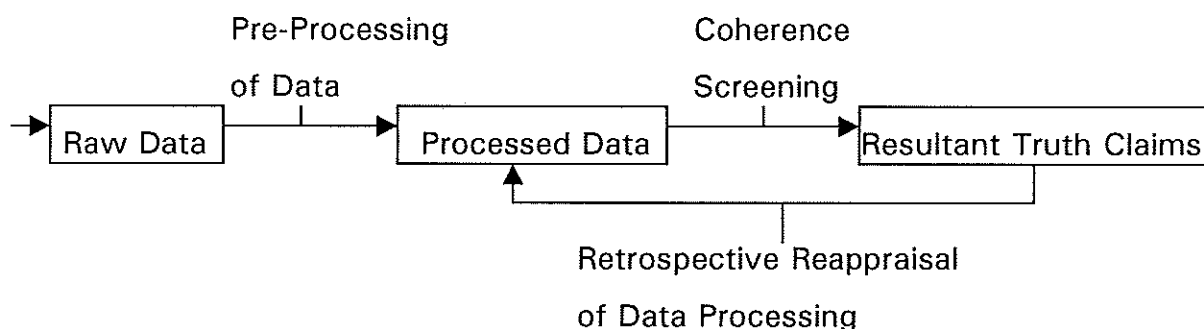 Pre-Processing
of Data
Coherence
Screening
Raw Data
Processed Data
Resultant Truth Claims
Retrospective Reappraisal
of Data Processing